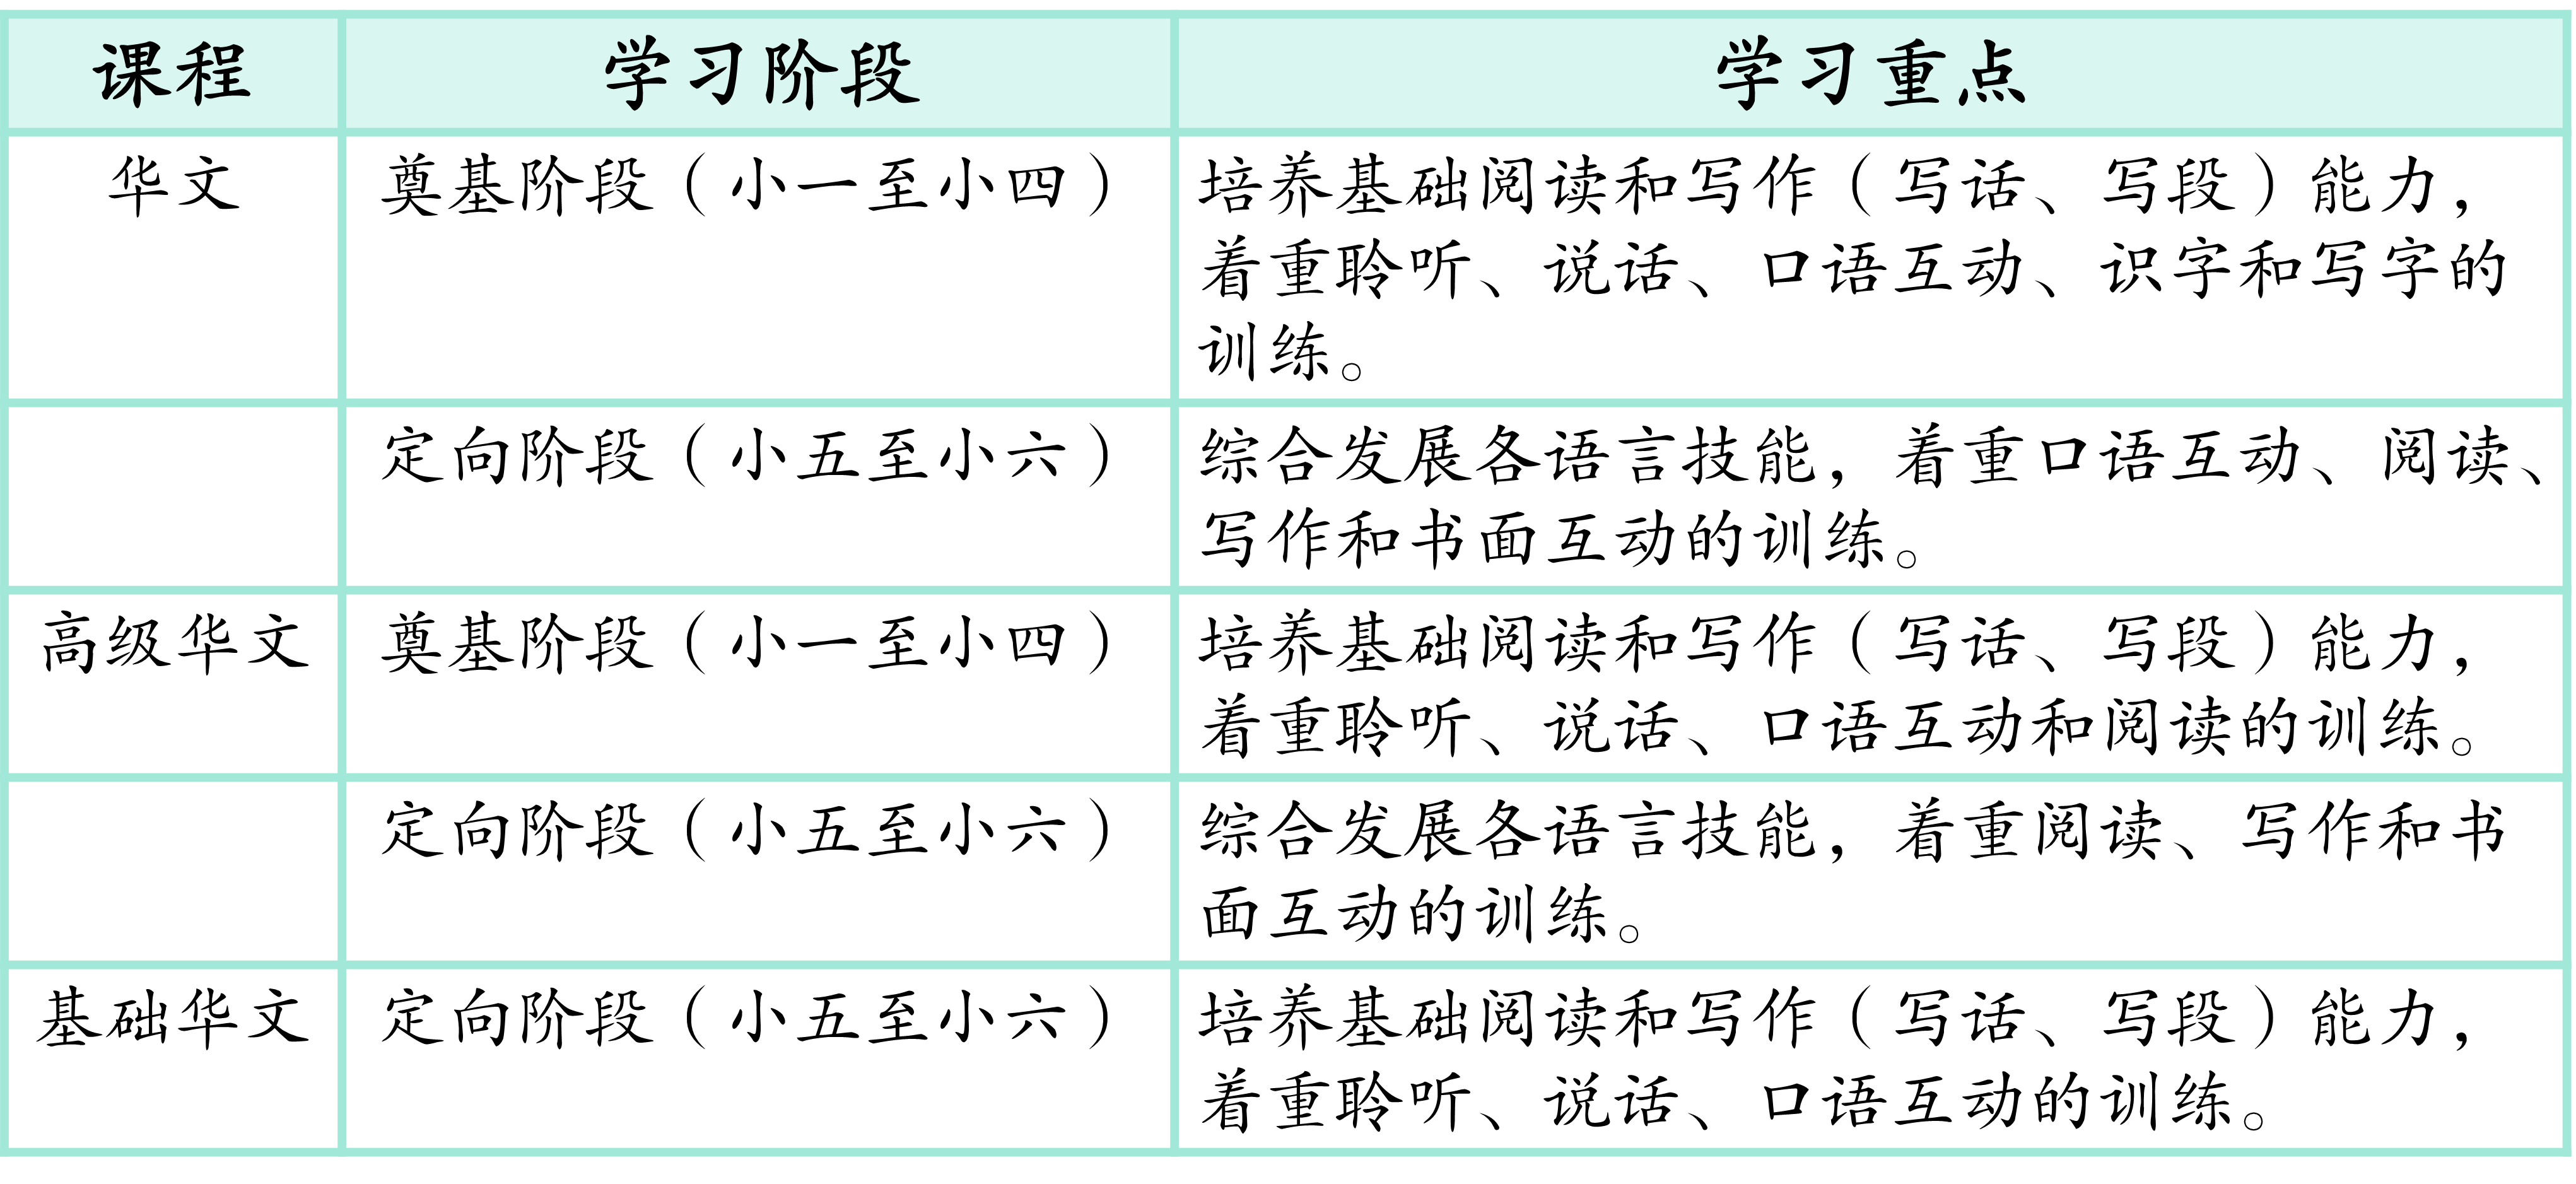 课程 学习阶段 学习重点
华文 奠基阶段（小一至小四） 培养基础阅读和写作（写话、写段）能力，
着重聆听、说话、口语互动、识字和写字的
训练。
定向阶段（小五至小六） 综合发展各语言技能，着重口语互动、阅读、
写作和书面互动的训练。
高级华文 奠基阶段（小一至小四） 培养基础阅读和写作（写话、写段）能力，
着重聆听、说话、口语互动和阅读的训练。
定向阶段（小五至小六） 综合发展各语言技能，着重阅读、写作和书
面互动的训练。
基础华文 定向阶段（小五至小六） 培养基础阅读和写作（写话、写段）能力，
着重聆听、说话、口语互动的训练。